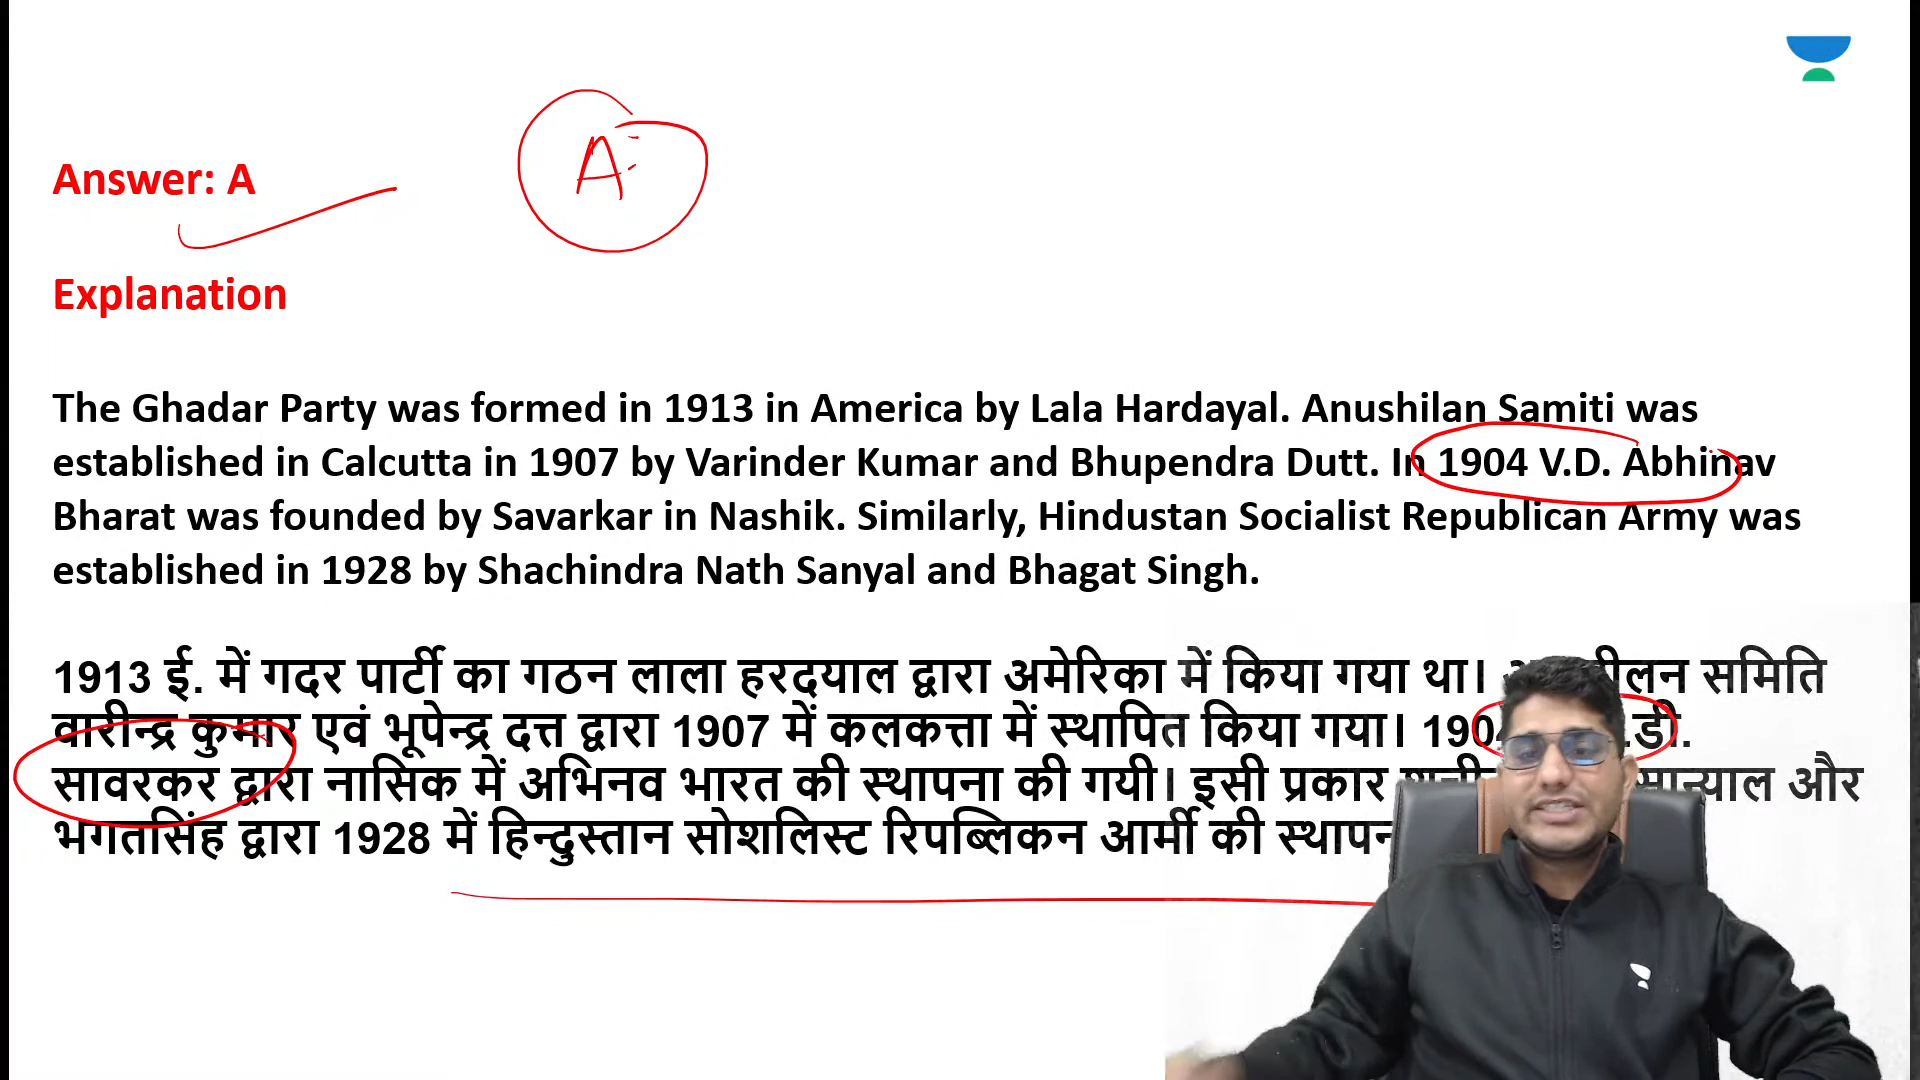 Answer: A
A
Explanation
The Ghadar Party was formed in 1913 in America by Lala Hardayal. Anushilan Samiti was
established in Calcutta in 1907 by Varinder Kumar and Bhupendra Dutt. In 1904 V.D. Abhinav
Bharat was founded by Savarkar in Nashik. Similarly, Hindustan Socialist Republican Army was
established in 1928 by Shachindra Nath Sanyal and Bhagat Singh.
1913 ई. में गदर पार्टी का गठन लाला हरदयाल द्वारा अमेरिका में किया गया था। समिति
वारीन्द्र कुमार एवं भूपेन्द्र दत्त द्वारा 1907 में कलकत्ता में स्थापित किया गया।
सावरकर द्वारा नासिक में अभिनव भारत की स्थापना की गयी। इसी प्रकार सान्याल और
भगतसिंह द्वारा 1928 में हिन्दुस्तान सोशलिस्ट रिपब्लिकन आर्मी की